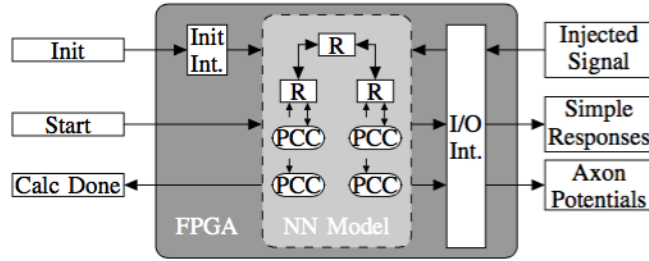 Init
Init
Int.
R
Injected
Signal
R
R
Start
PCC
PCC
I/O
Int.
Simple
Responses
Calc Done
PCC
PCC
Axon
Potentials
FPGA
NN Model